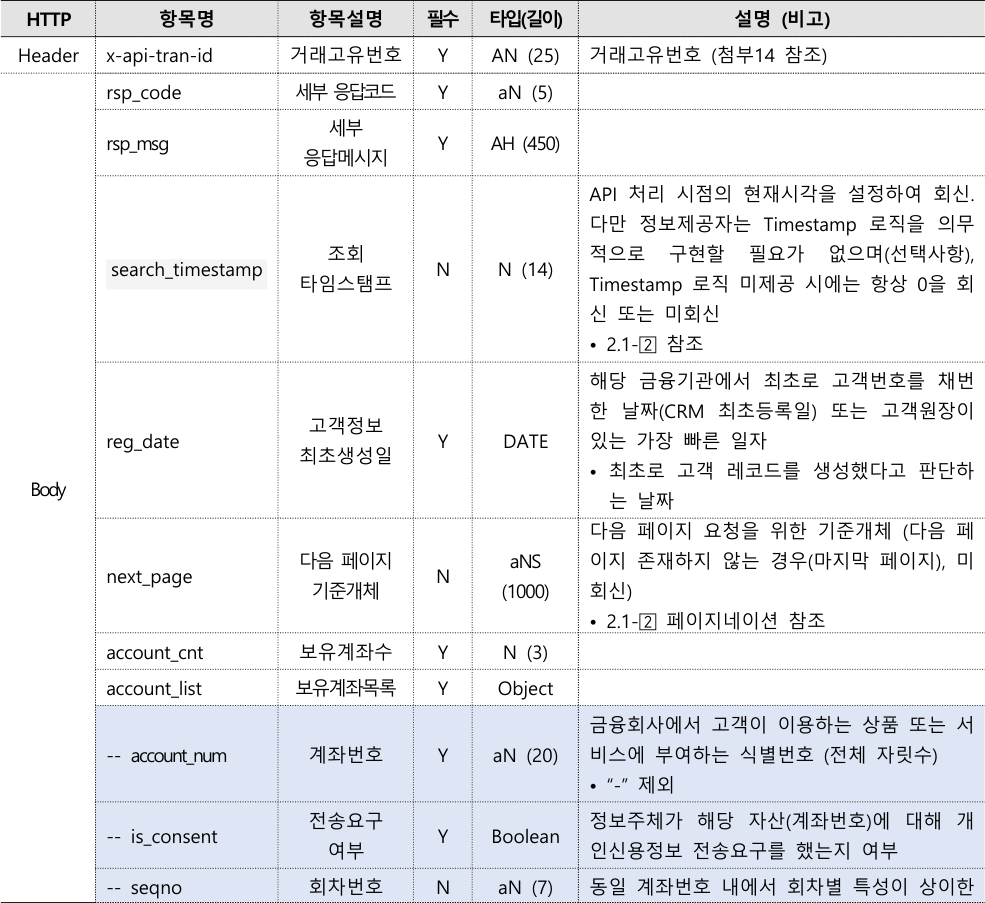 HTTP 항목명 항목설명 필수 타입(길이) 설명 (비고)
Header x-api-tran-id 거래고유번호 Y AN (25) 거래고유번호 (첨부14 참조)
Body
rsp_code 세부 응답코드 Y aN (5)
rsp_msg 세부
응답메시지 Y AH (450)
search_timestamp 조회
타임스탬프 N N (14)
API 처리 시점의 현재시각을 설정하여 회신.
다만 정보제공자는 Timestamp 로직을 의무
적으로 구현할 필요가 없으며(선택사항),
Timestamp 로직 미제공 시에는 항상 0을 회
신 또는 미회신
• 2.1-2 참조
reg_date 고객정보
최초생성일 Y DATE
해당 금융기관에서 최초로 고객번호를 채번
한 날짜(CRM 최초등록일) 또는 고객원장이
있는 가장 빠른 일자
• 최초로 고객 레코드를 생성했다고 판단하
는 날짜
next_page 다음 페이지
기준개체 N aNS
(1000)
다음 페이지 요청을 위한 기준개체 (다음 페
이지 존재하지 않는 경우(마지막 페이지), 미
회신)
• 2.1-2 페이지네이션 참조
account_cnt 보유계좌수 Y N (3)
account_list 보유계좌목록 Y Object
-- account_num 계좌번호 Y aN (20)
금융회사에서 고객이 이용하는 상품 또는 서
비스에 부여하는 식별번호 (전체 자릿수)
• “-” 제외
-- is_consent 전송요구
여부 Y Boolean
정보주체가 해당 자산(계좌번호)에 대해 개
인신용정보 전송요구를 했는지 여부
-- seqno 회차번호 N aN (7) 동일 계좌번호 내에서 회차별 특성이 상이한